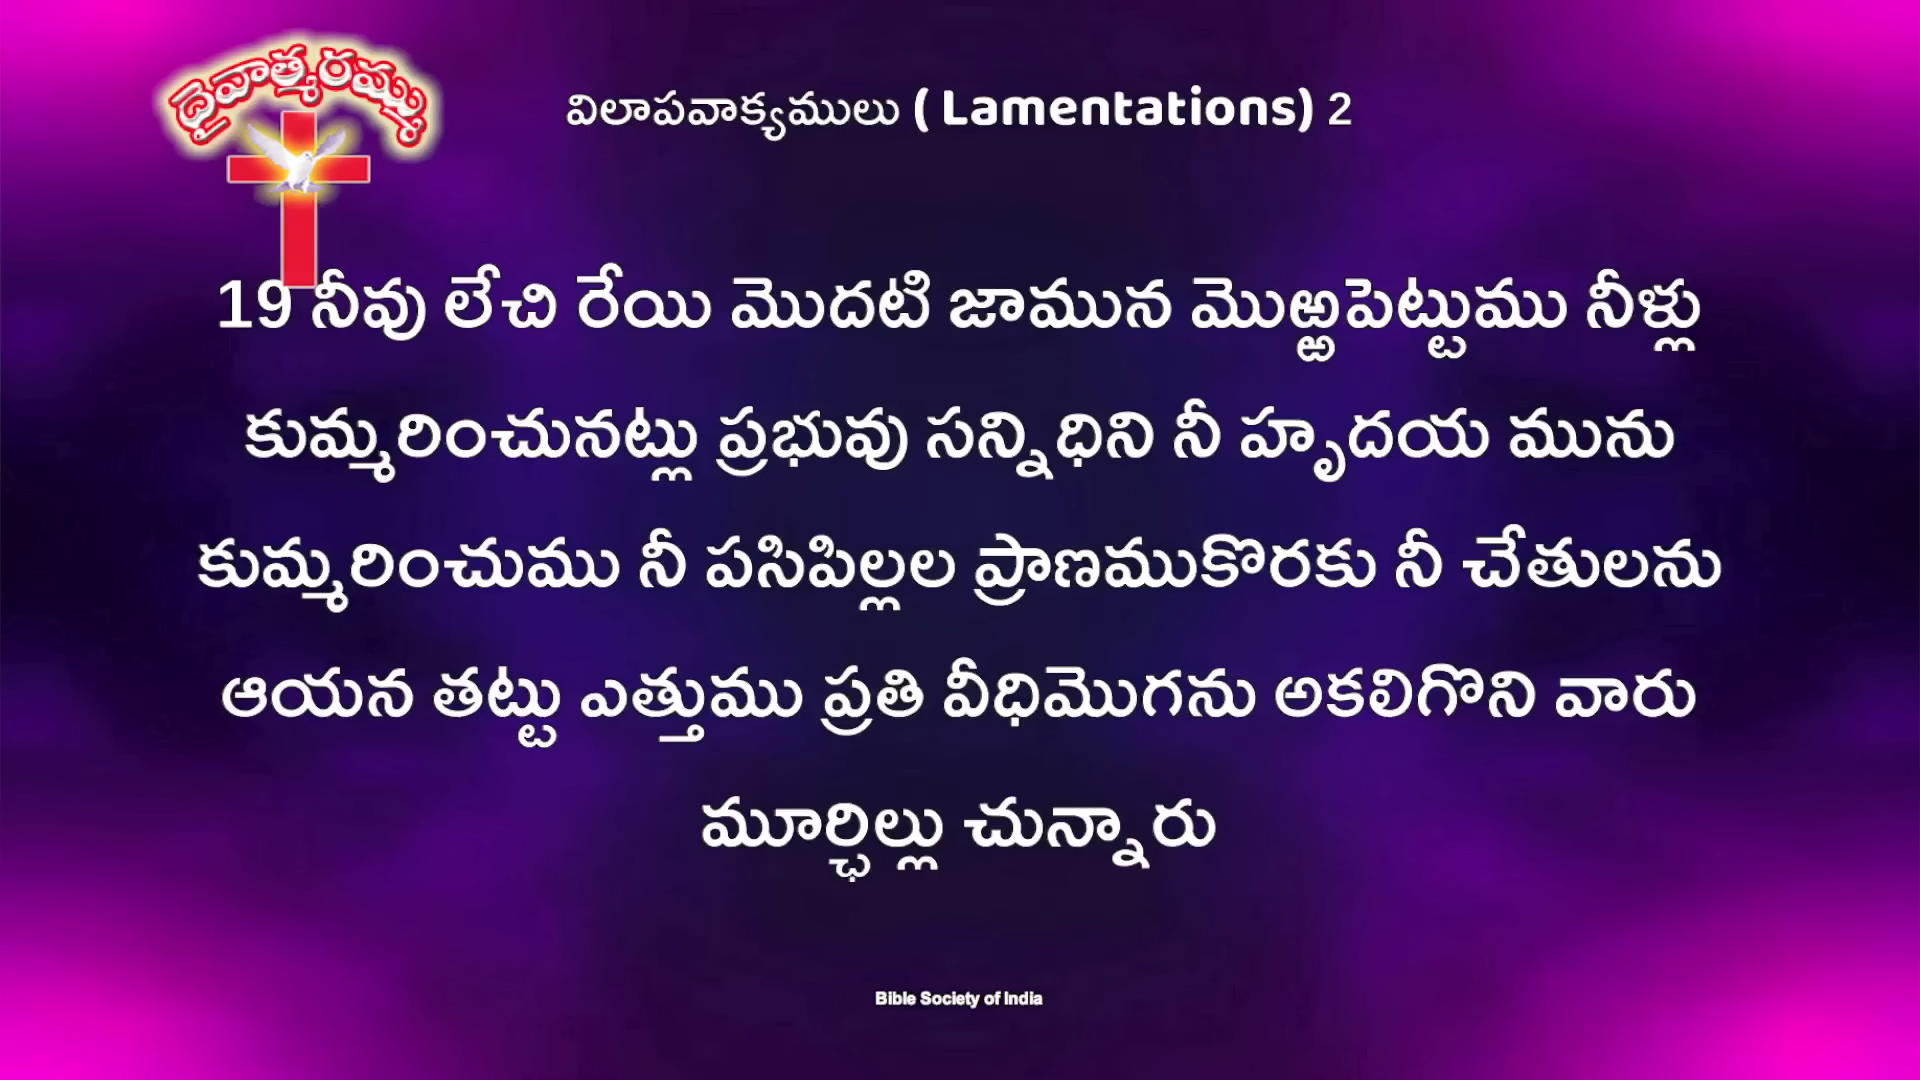 దైవాత్మరమ్ము
విలాపవాక్యములు ( Lamentations) 2
19 నీవు లేచి రేయి మొదటి జామున మొఱ్ఱపెట్టుము నీళ్లు
కుమ్మరించునట్లు ప్రభువు సన్నిధిని నీ హృదయ మును
కుమ్మరించుము నీ పసిపిల్లల ప్రాణముకొరకు నీ చేతులను
ఆయన తట్టు ఎత్తుము ప్రతి వీధిమొగను అకలిగొని వారు
మూర్ఛిల్లు చున్నారు
Bible Society of India